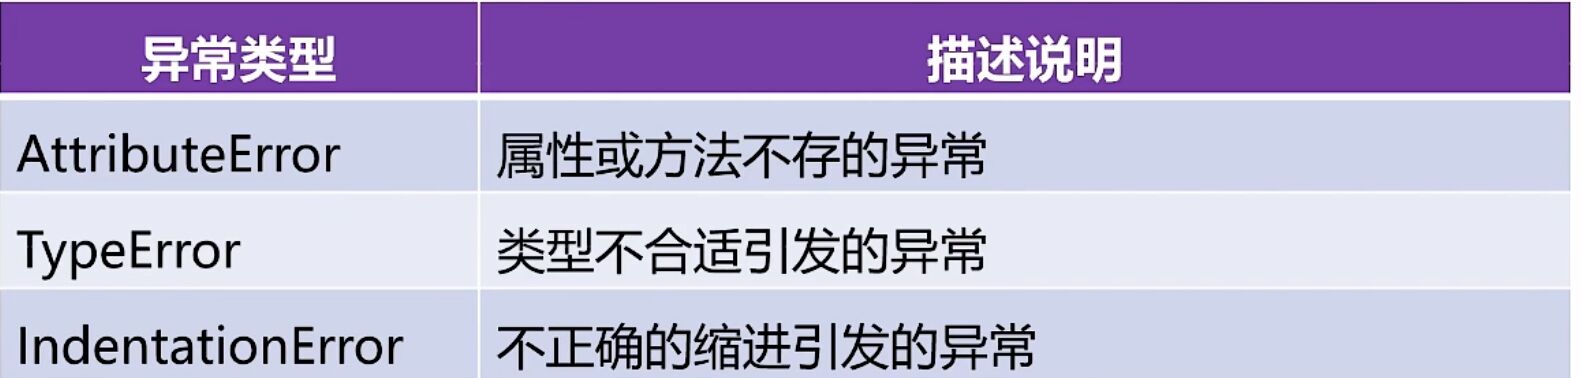 异常类型 描述说明
AttributeError 属性或方法不存的异常
TypeError 类型不合适引发的异常
IndentationError 不正确的缩进引发的异常